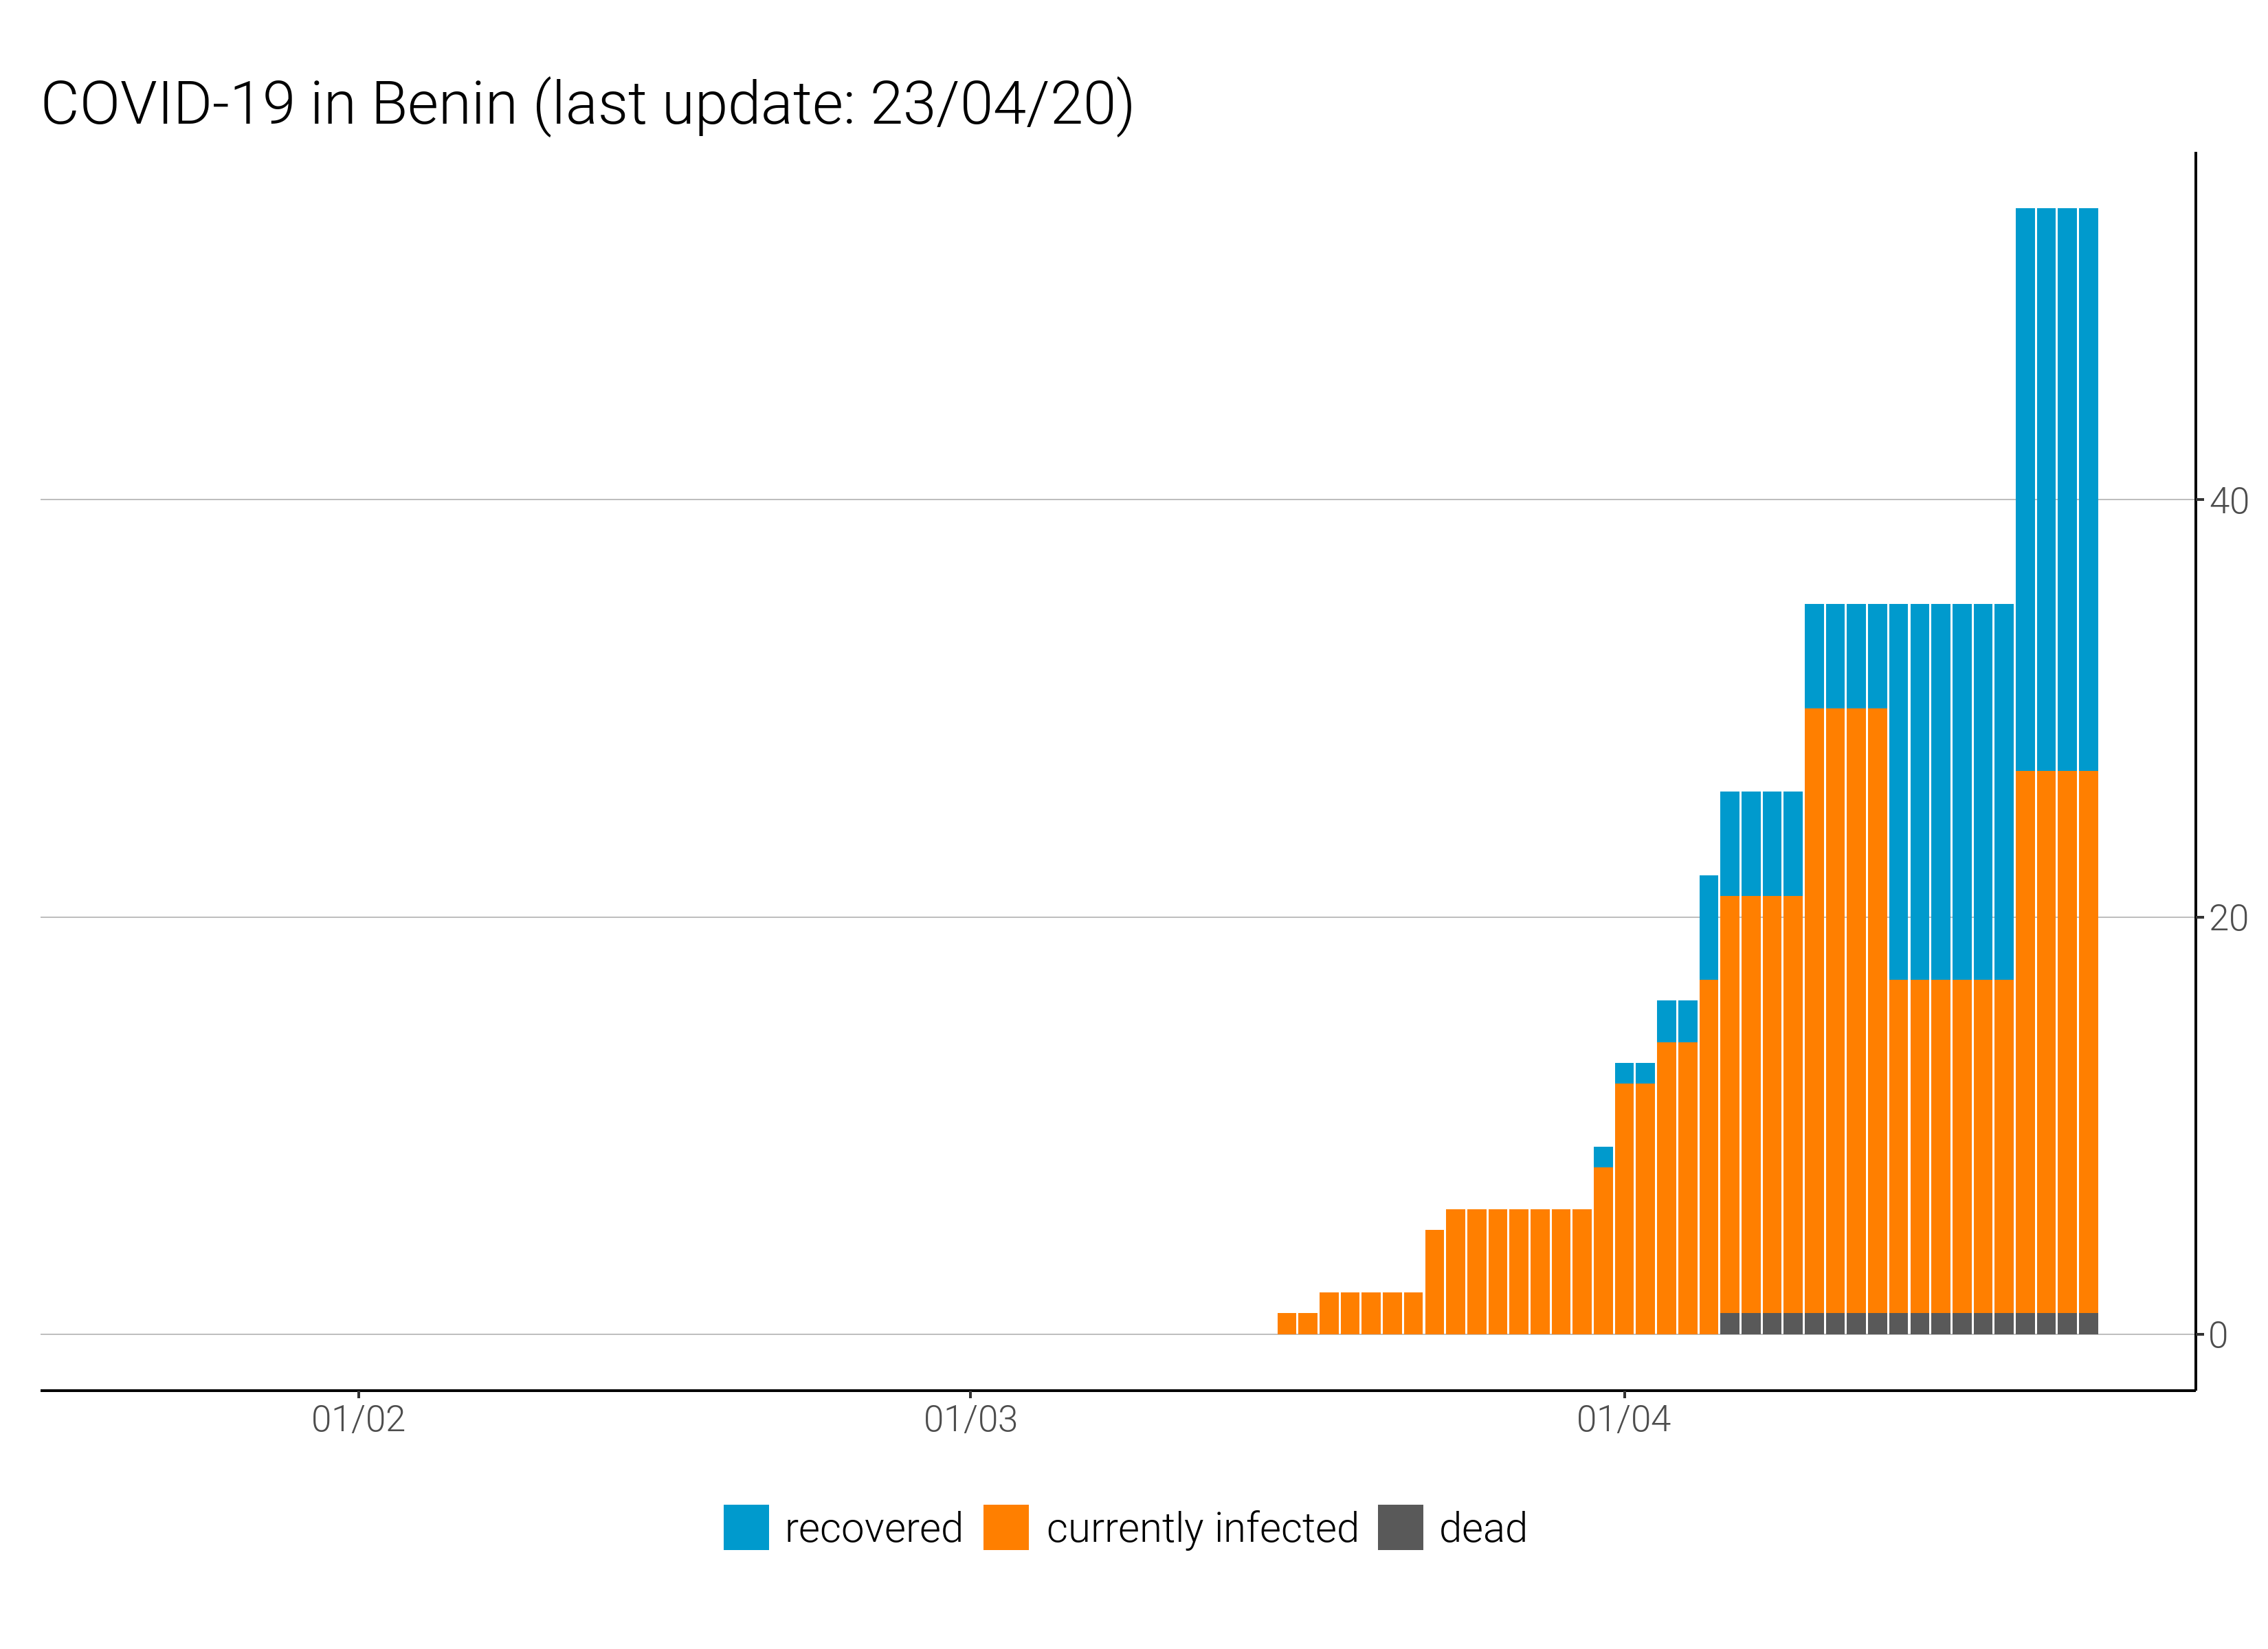 COVID-19 in Benin (last update: 23/04/20)
40
20
0
01/02 01/03 01/04
recovered currently infected dead